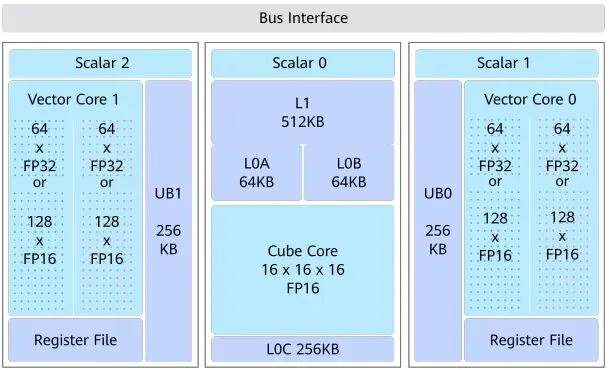 Bus Interface
Scalar 2
Vector Core 1
64
x
FP32
or
128
x
FP16
64
x
FP32
or
128
x
FP16
UB1
256
KB
Register File
Scalar 0
L1
512KB
L0A
64KB
L0B
64KB
Cube Core
16 x 16 x 16
FP16
L0C 256KB
Scalar 1
UB0
256
KB
Vector Core 0
64
x
FP32
or
128
x
FP16
64
x
FP32
or
128
x
FP16
Register File